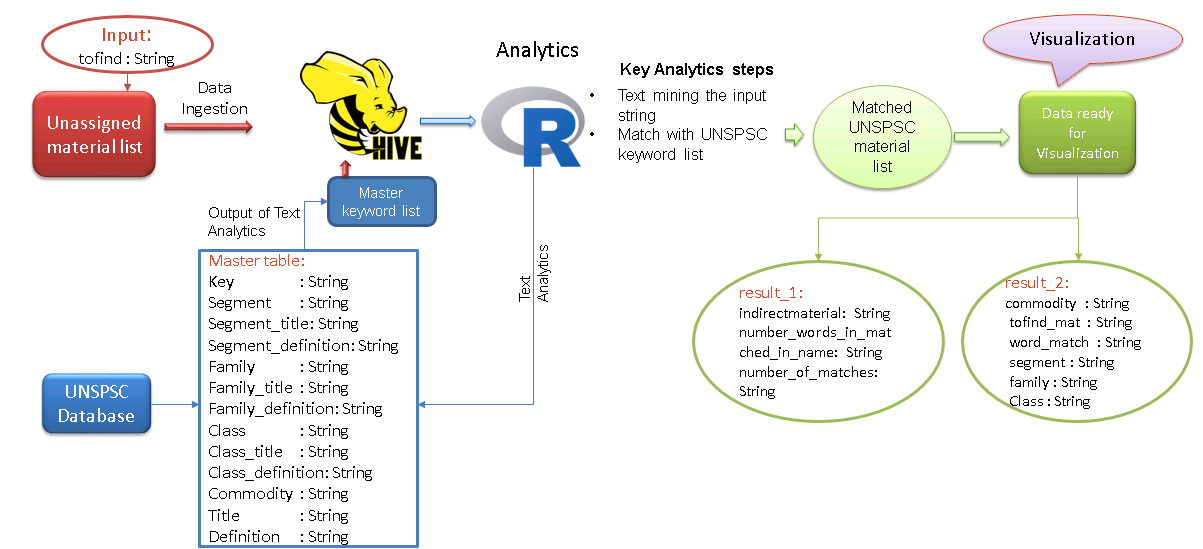 Input:
tofind : String
Unassigned
material list
Data
Ingestion
HIVE
Analytics
R
Key Analytics steps
• Text mining the input
string
• Match with UNSPSC
keyword list
Matched
UNSPSC
material
list
Visualization
Data ready
for
Visualization
Master
keyword list
Output of Text
Analytics
Text
Analytics
UNSPSC
Database
Master table:
Key : String
Segment : String
Segment_title: String
Segment_definition: String
Family : String
Family_title : String
Family_definition: String
Class : String
Class_title : String
Class_definition: String
Commodity : String
Title : String
Definition : String
result_1:
indirectmaterial: String
number_words_in_mat
ched_in_name: String
number_of_matches:
String
result_2:
commodity : String
tofind_mat : String
word_match : String
segment : String
family : String
Class : String